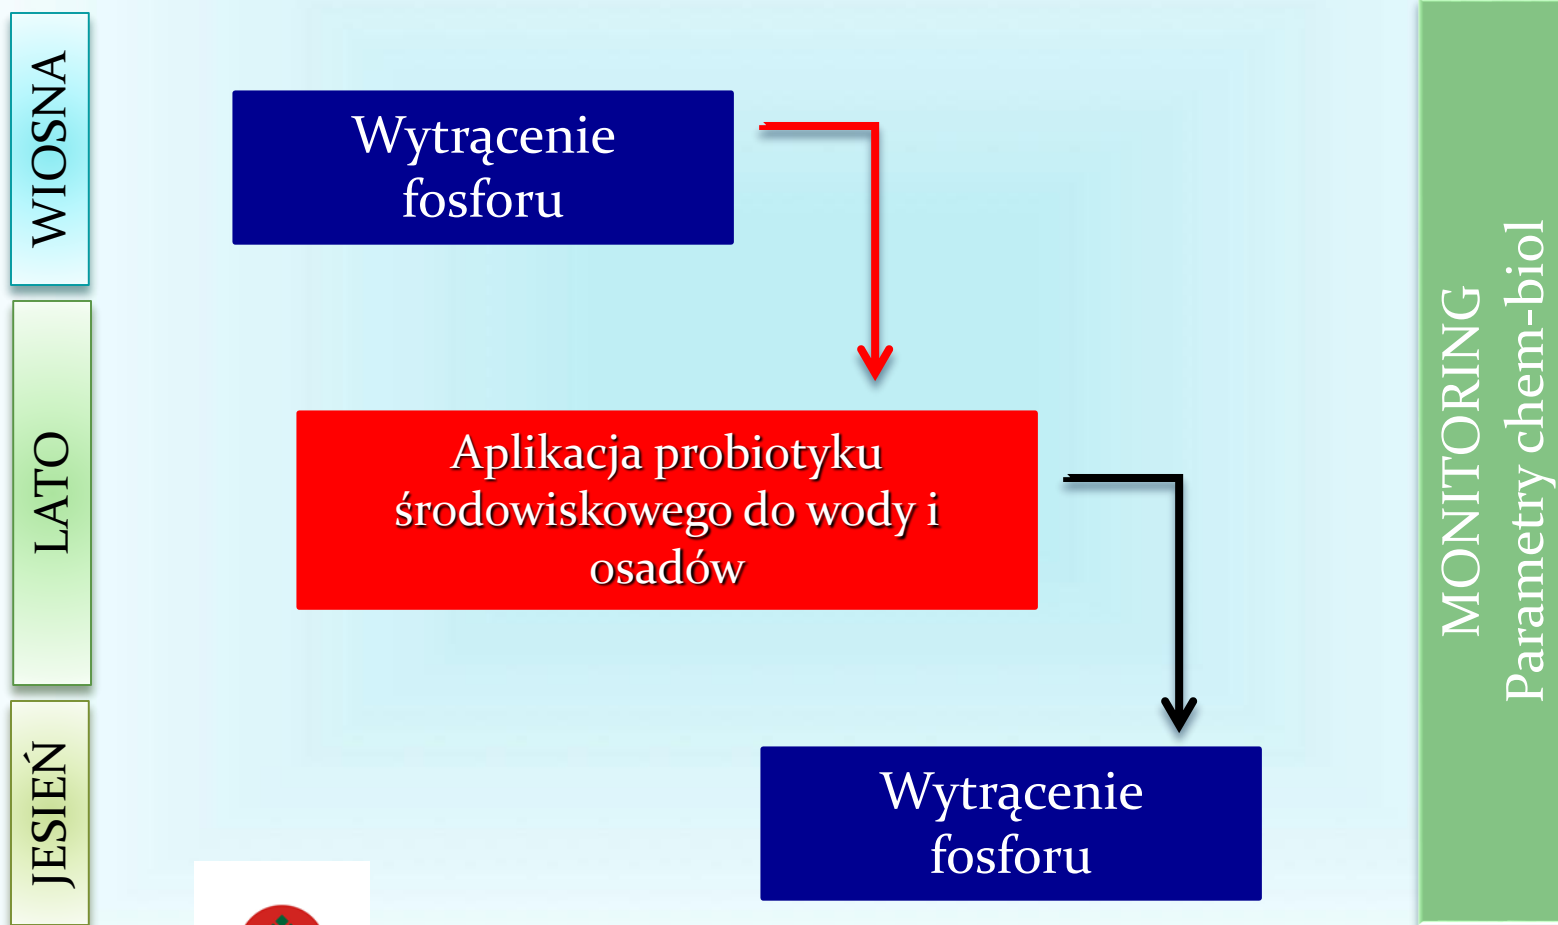 WIOSNA
Wytrącenie
fosforu
LATO
Aplikacja probiotyku
środowiskowego do wody i
osadów
JESIEŃ
Wytrącenie
fosforu
MONITORING
Parametry chem-biol